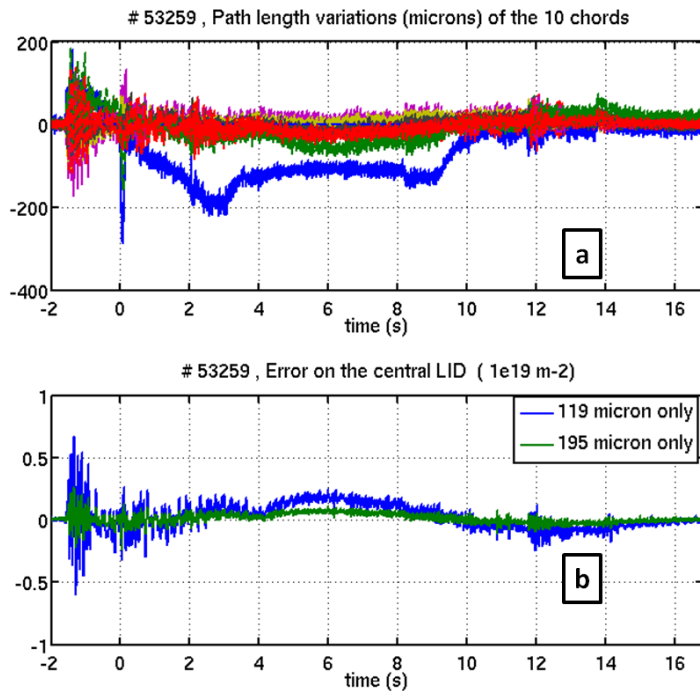 # 53259 , Path length variations (microns) of the 10 chords
200
0
-200
-400
a
-2 0 2 4 6 8 10 12 14 16
time (s)
# 53259 , Error on the central LID ( 1e19 m-2)
1
0.5
0
-0.5
-1
119 micron only
195 micron only
b
-2 0 2 4 6 8 10 12 14 16
time (s)